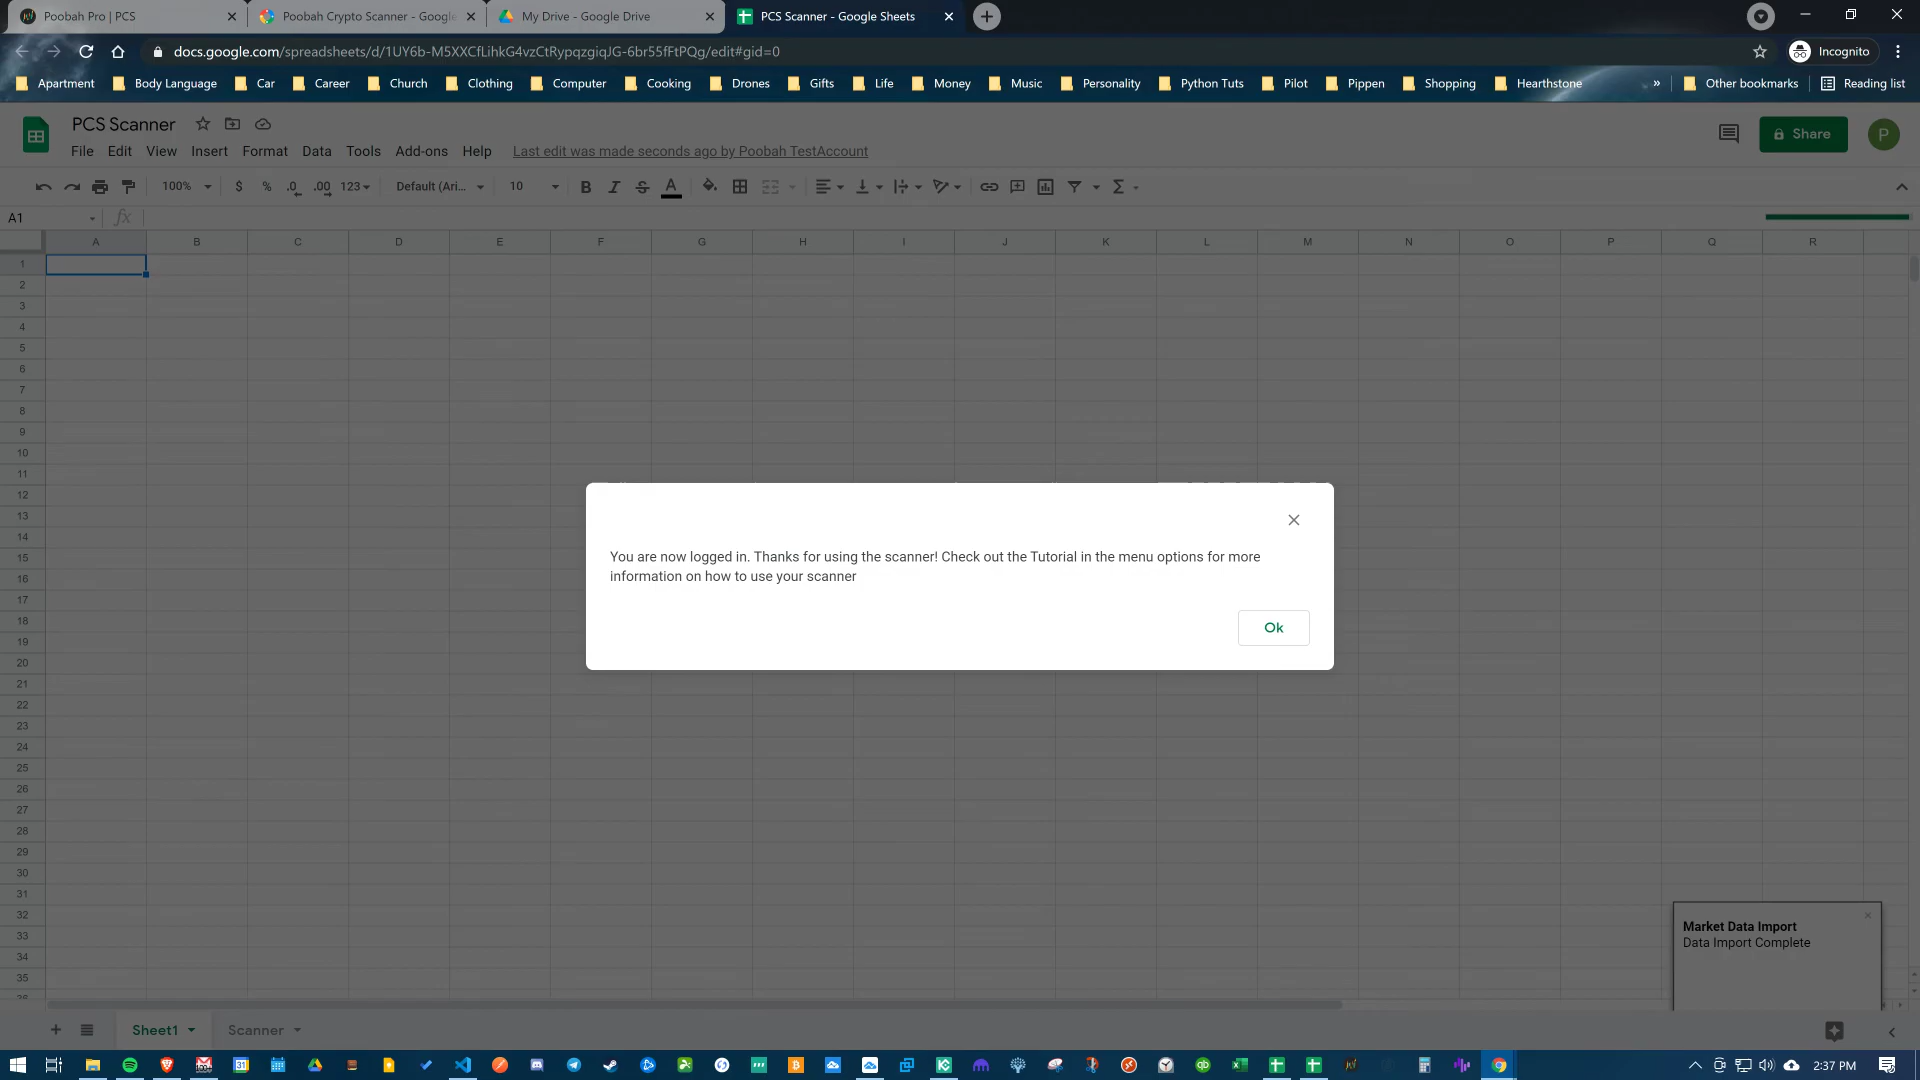 Poobah Pro | PCS
Poobah Crypto Scanner - Google
My Drive - Google Drive
PCS Scanner - Google Sheets
docs.google.com/spreadsheets/d/1UY6b-M5XXCfLihkG4vzCtRypqzgiqJG-6br55fFtPQg/edit#gid=0
Incognito
Apartment Body Language Car Career Church Clothing Computer Cooking Drones Gifts Life Money Music Personality Python Tuts Pilot Pippen Shopping Hearthstone » Other bookmarks Reading list
PCS Scanner
Share
P
File Edit View Insert Format Data Tools Add-ons Help Last edit was made seconds ago by Poobah TestAccount
100% $ % .0 .00 123 Default (Ari... 10 B I S A Σ
A1 fx
A B C D E F G H I J K L M N O P Q R
1
2
3
4
5
6
7
8
9
10
11
12
13
14
15
16
17
18
19
20
21
22
23
24
25
26
27
28
29
30
31
32
33
34
35
36
You are now logged in. Thanks for using the scanner! Check out the Tutorial in the menu options for more
information on how to use your scanner
Ok
Market Data Import
Data Import Complete
Sheet1 Scanner
2:37 PM